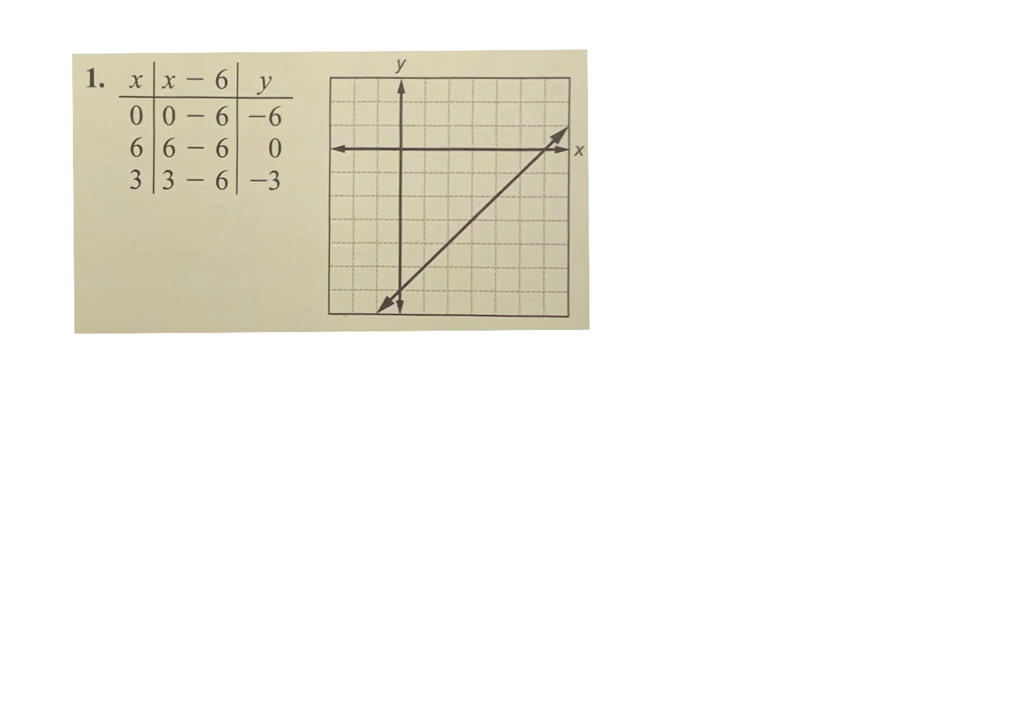 1. x x − 6 y
0 0 − 6 −6
6 6 − 6 0
3 3 − 6 −3
y
x